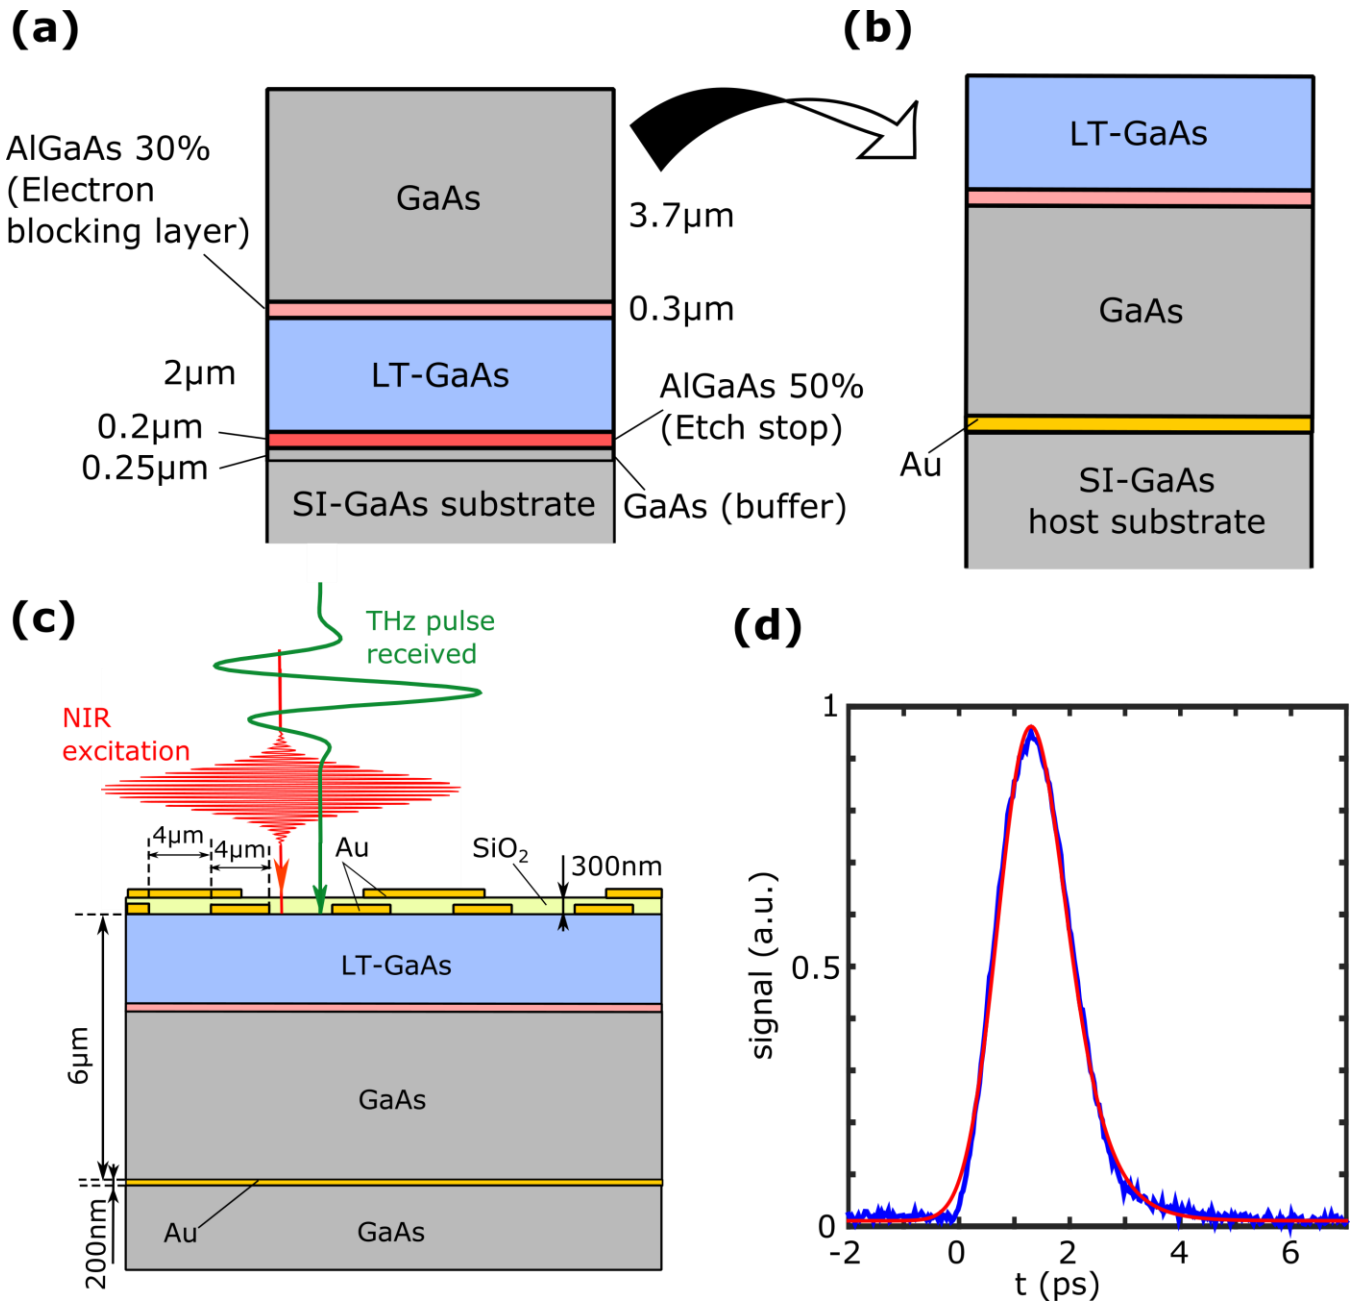 (a)
AlGaAs 30%
(Electron
blocking layer)
GaAs
3.7µm
0.3µm
2µm
LT-GaAs
0.2µm
AlGaAs 50%
(Etch stop)
0.25µm
SI-GaAs substrate
GaAs (buffer)
(b)
LT-GaAs
GaAs
Au
SI-GaAs
host substrate
(c)
THz pulse
received
NIR
excitation
4µm
4µm
Au
SiO₂
300nm
LT-GaAs
6µm
GaAs
200nm
Au
GaAs
(d)
1
0.5
0
signal (a.u.)
-2 0 2 4 6
t (ps)